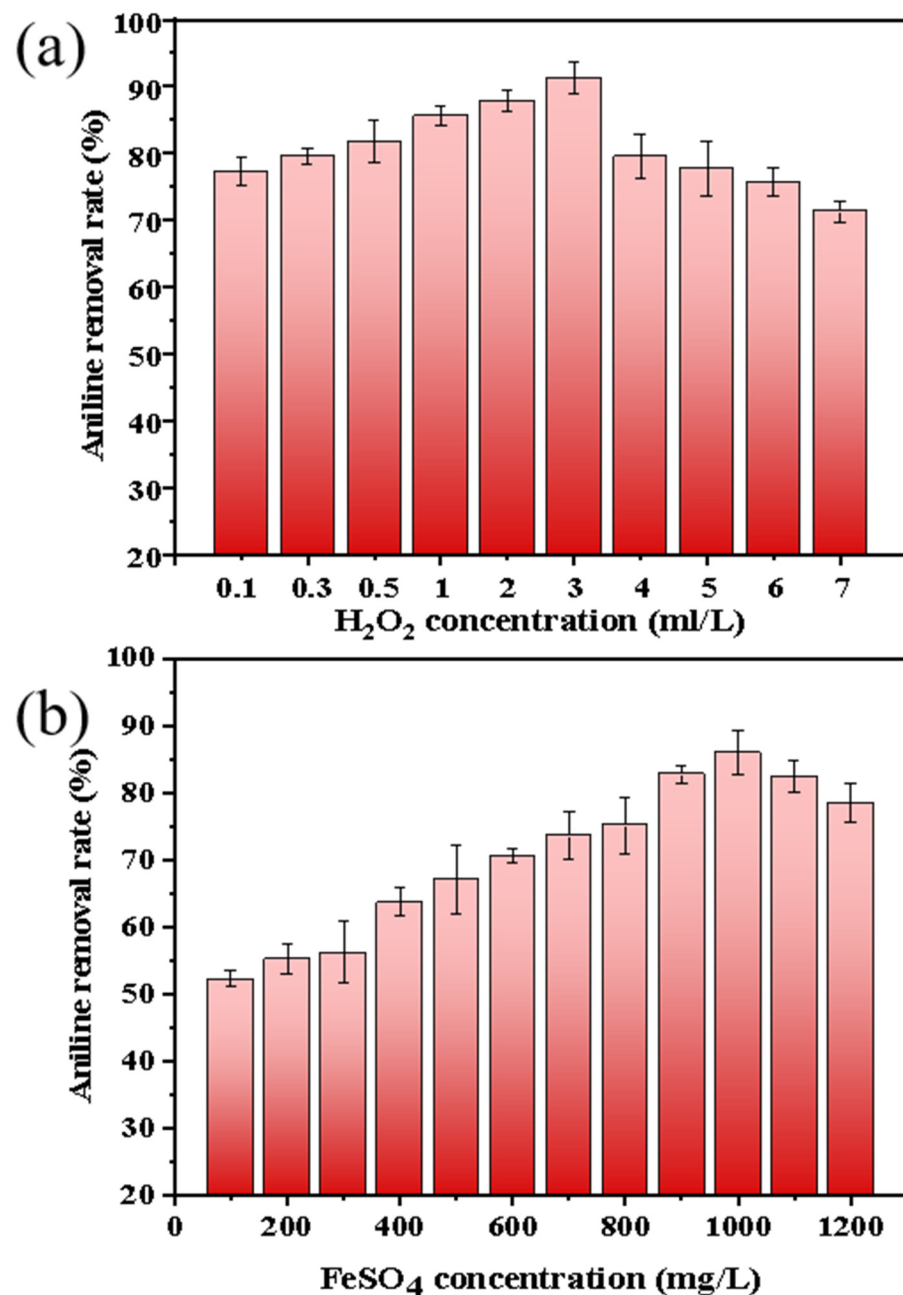 (a)
Aniline removal rate (%)
100
90
80
70
60
50
40
30
20
0.1 0.3 0.5 1 2 3 4 5 6 7
H₂O₂ concentration (ml/L)
(b)
Aniline removal rate (%)
100
90
80
70
60
50
40
30
20
0 200 400 600 800 1000 1200
FeSO₄ concentration (mg/L)